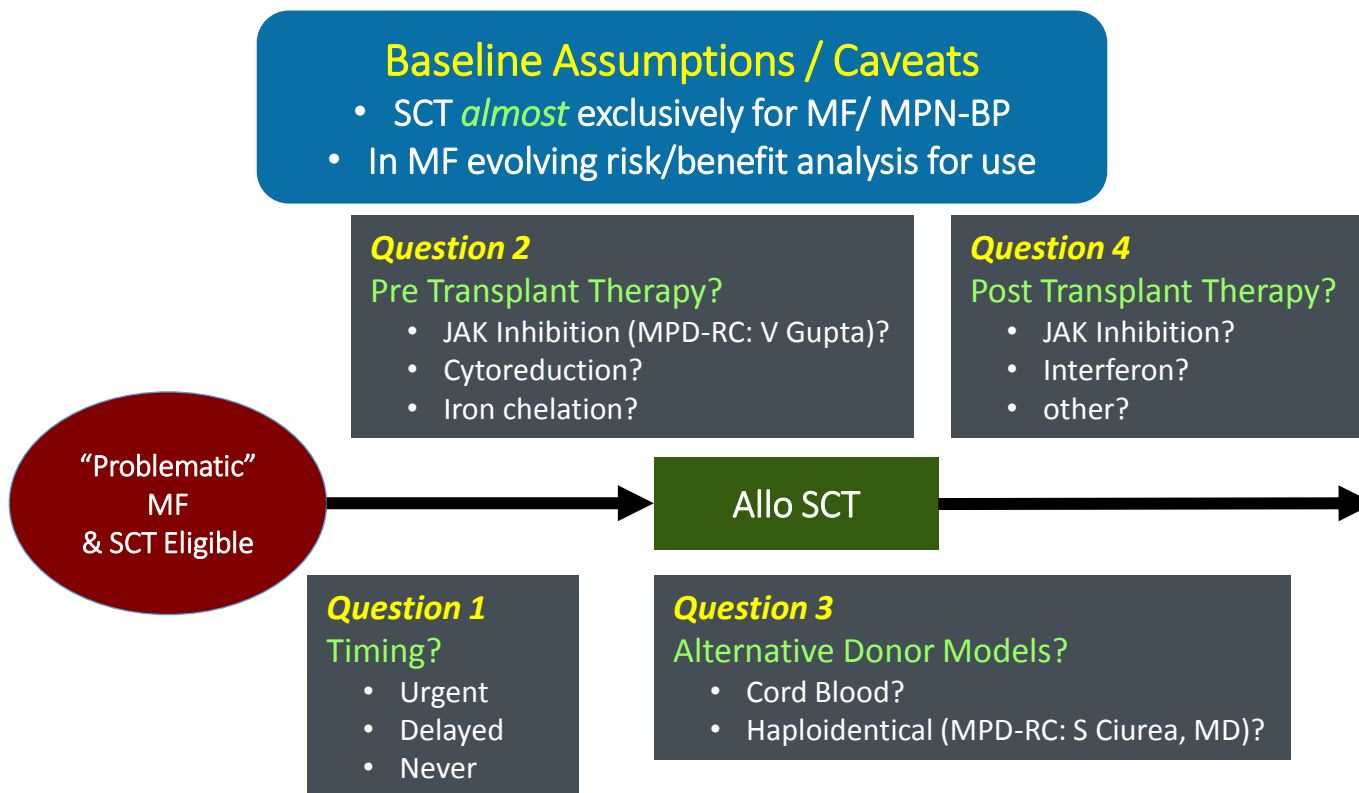 Baseline Assumptions / Caveats
• SCT almost exclusively for MF/ MPN-BP
• In MF evolving risk/benefit analysis for use
Question 2
Pre Transplant Therapy?
• JAK Inhibition (MPD-RC: V Gupta)?
• Cytoreduction?
• Iron chelation?
Question 4
Post Transplant Therapy?
• JAK Inhibition?
• Interferon?
• other?
“Problematic”
MF
& SCT Eligible
Allo SCT
Question 1
Timing?
• Urgent
• Delayed
• Never
Question 3
Alternative Donor Models?
• Cord Blood?
• Haploidentical (MPD-RC: S Ciurea, MD)?